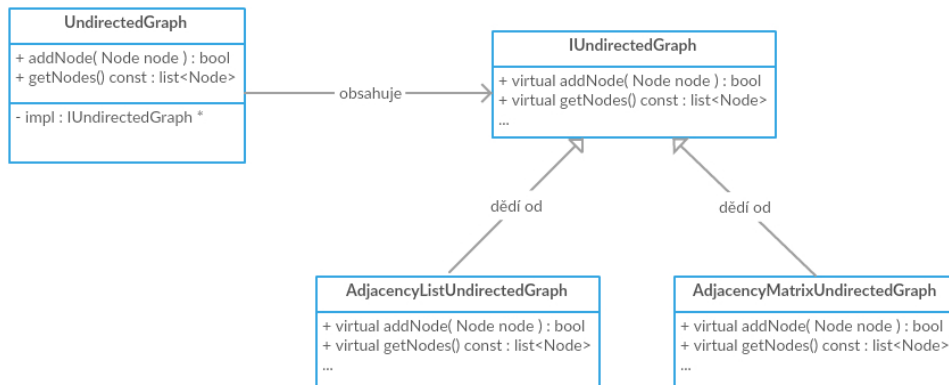 UndirectedGraph
+ addNode( Node node ) : bool
+ getNodes() const : list<Node>
- impl : IUndirectedGraph *
obsahuje
IUndirectedGraph
+ virtual addNode( Node node ) : bool
+ virtual getNodes() const : list<Node>
...
dědí od
dědí od
AdjacencyListUndirectedGraph
+ virtual addNode( Node node ) : bool
+ virtual getNodes() const : list<Node>
...
AdjacencyMatrixUndirectedGraph
+ virtual addNode( Node node ) : bool
+ virtual getNodes() const : list<Node>
...